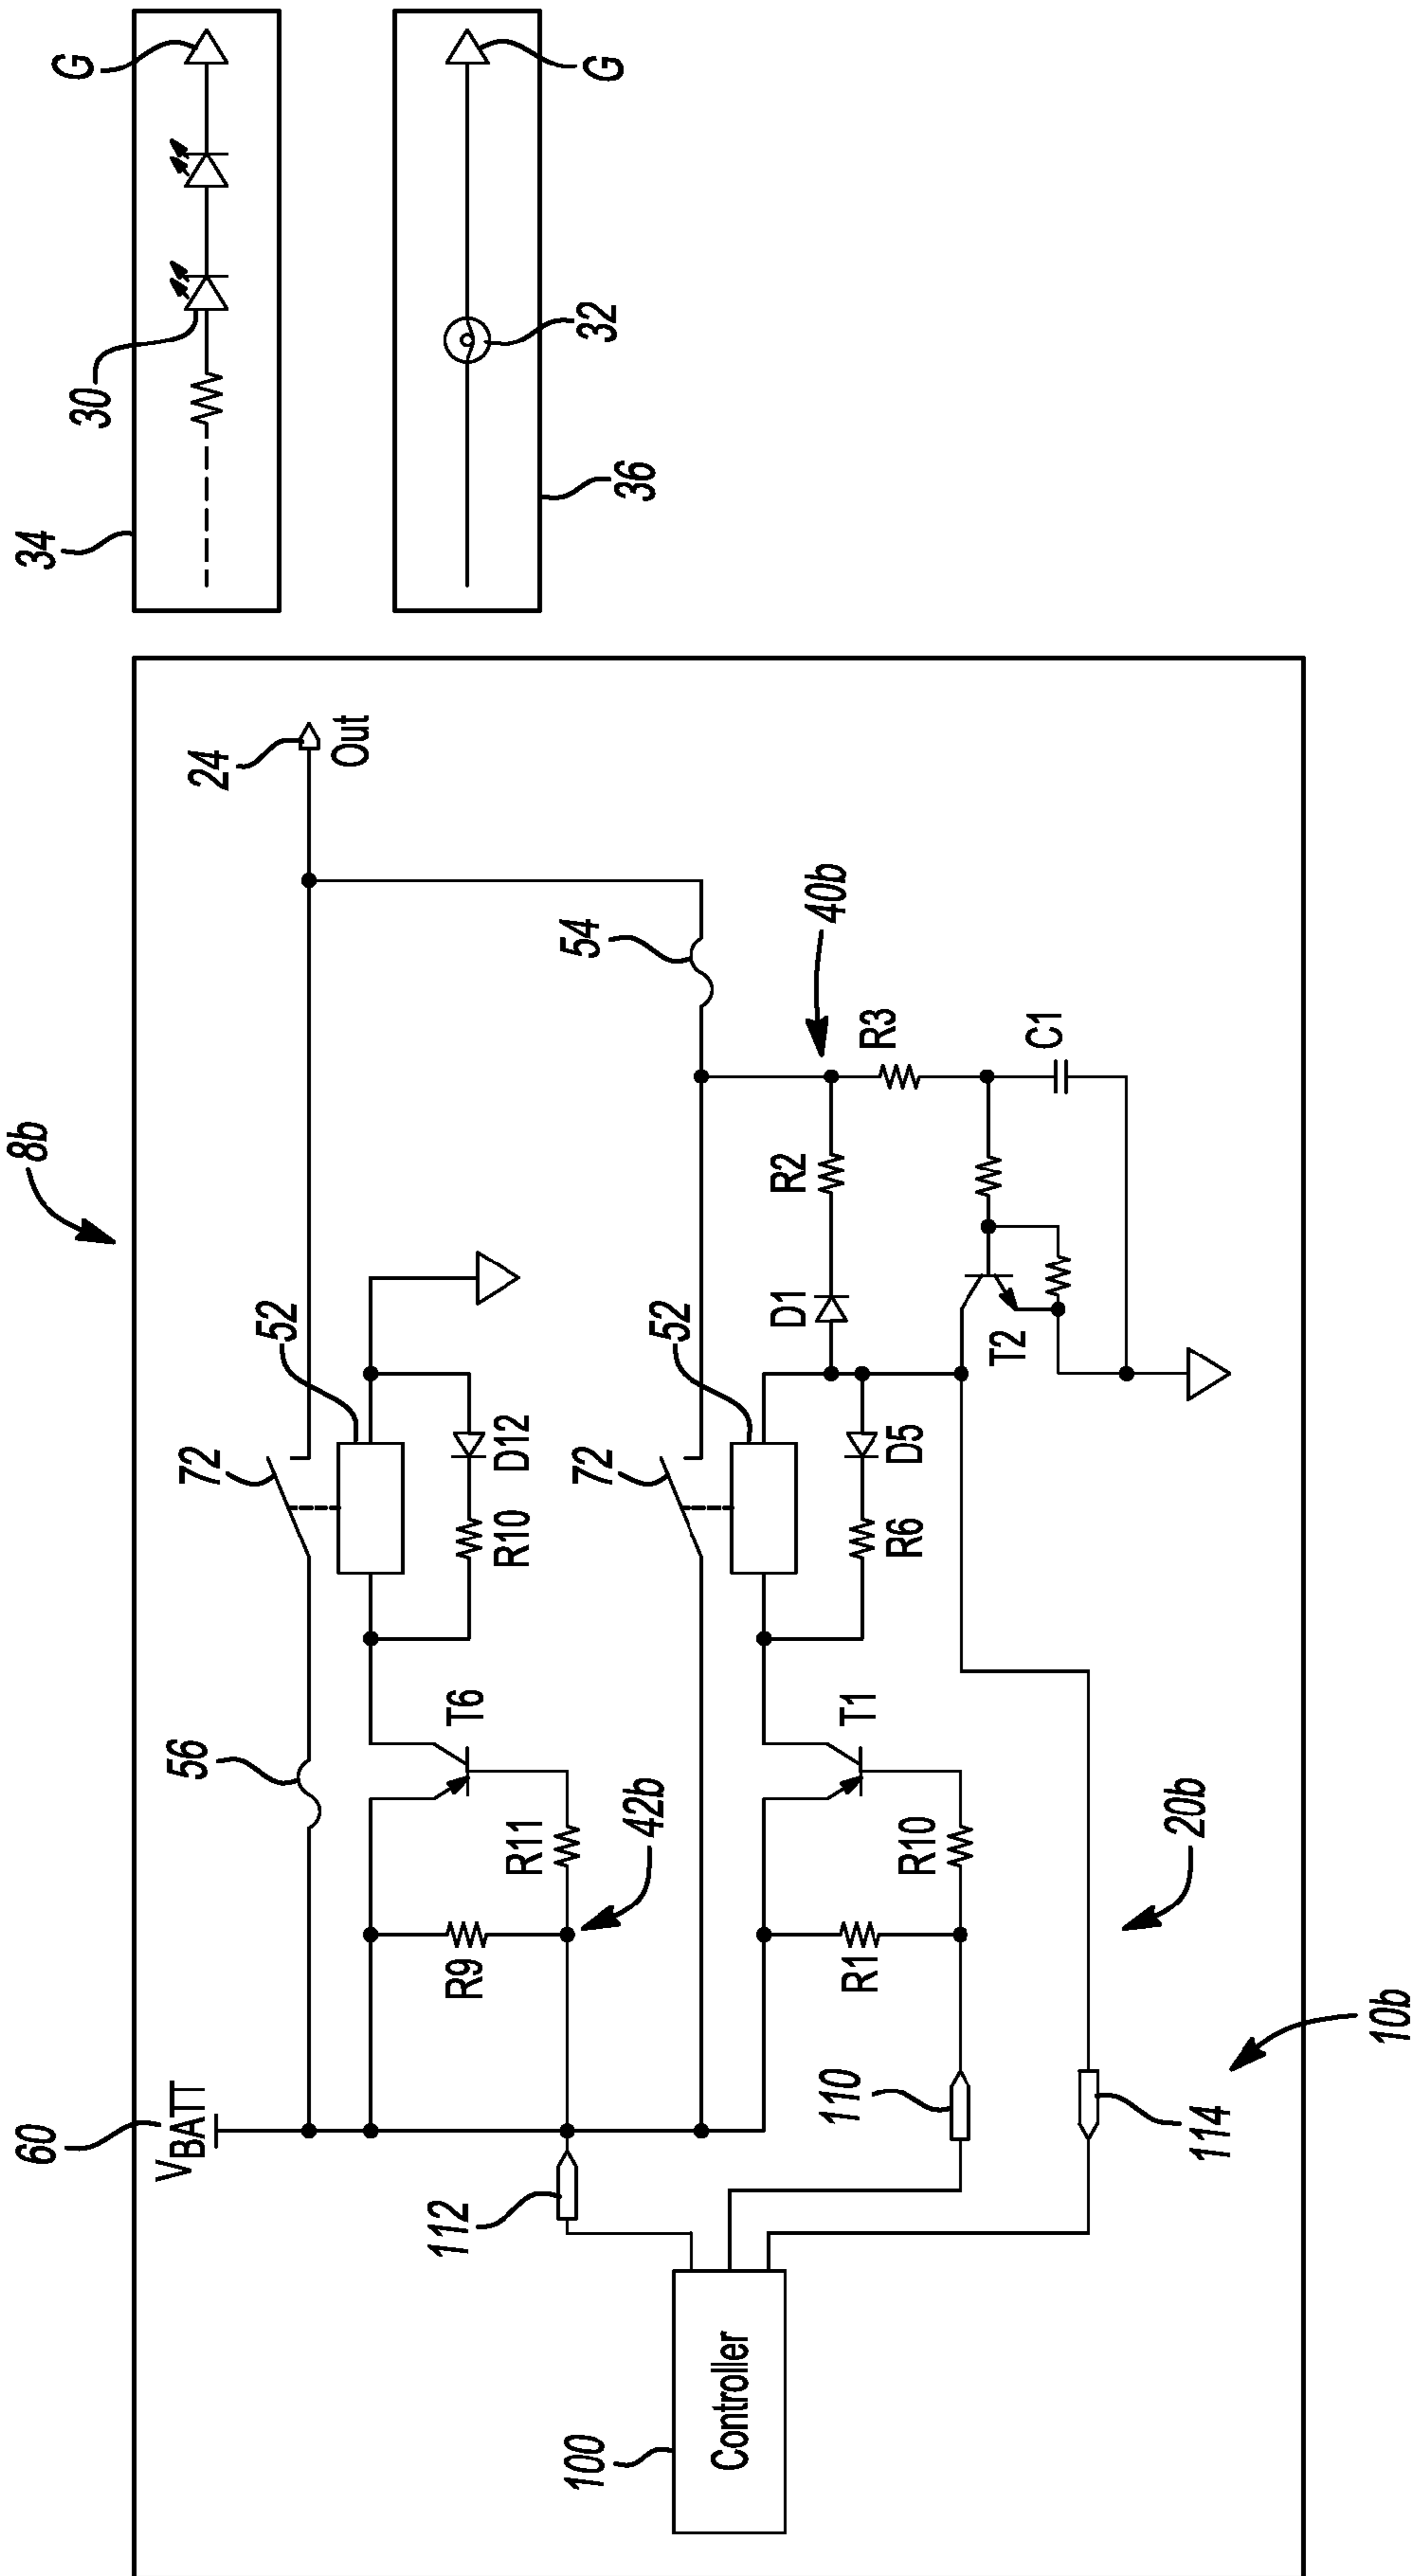 8b
60
V BATT
56
72
52
24
Out
112
R9
R11
T6
R10
D12
42b
54
72
52
40b
110
R1
R10
T1
R6
D5
D1
R2
R3
T2
C1
100
Controller
114
20b
10b
34
30
G
36
32
G